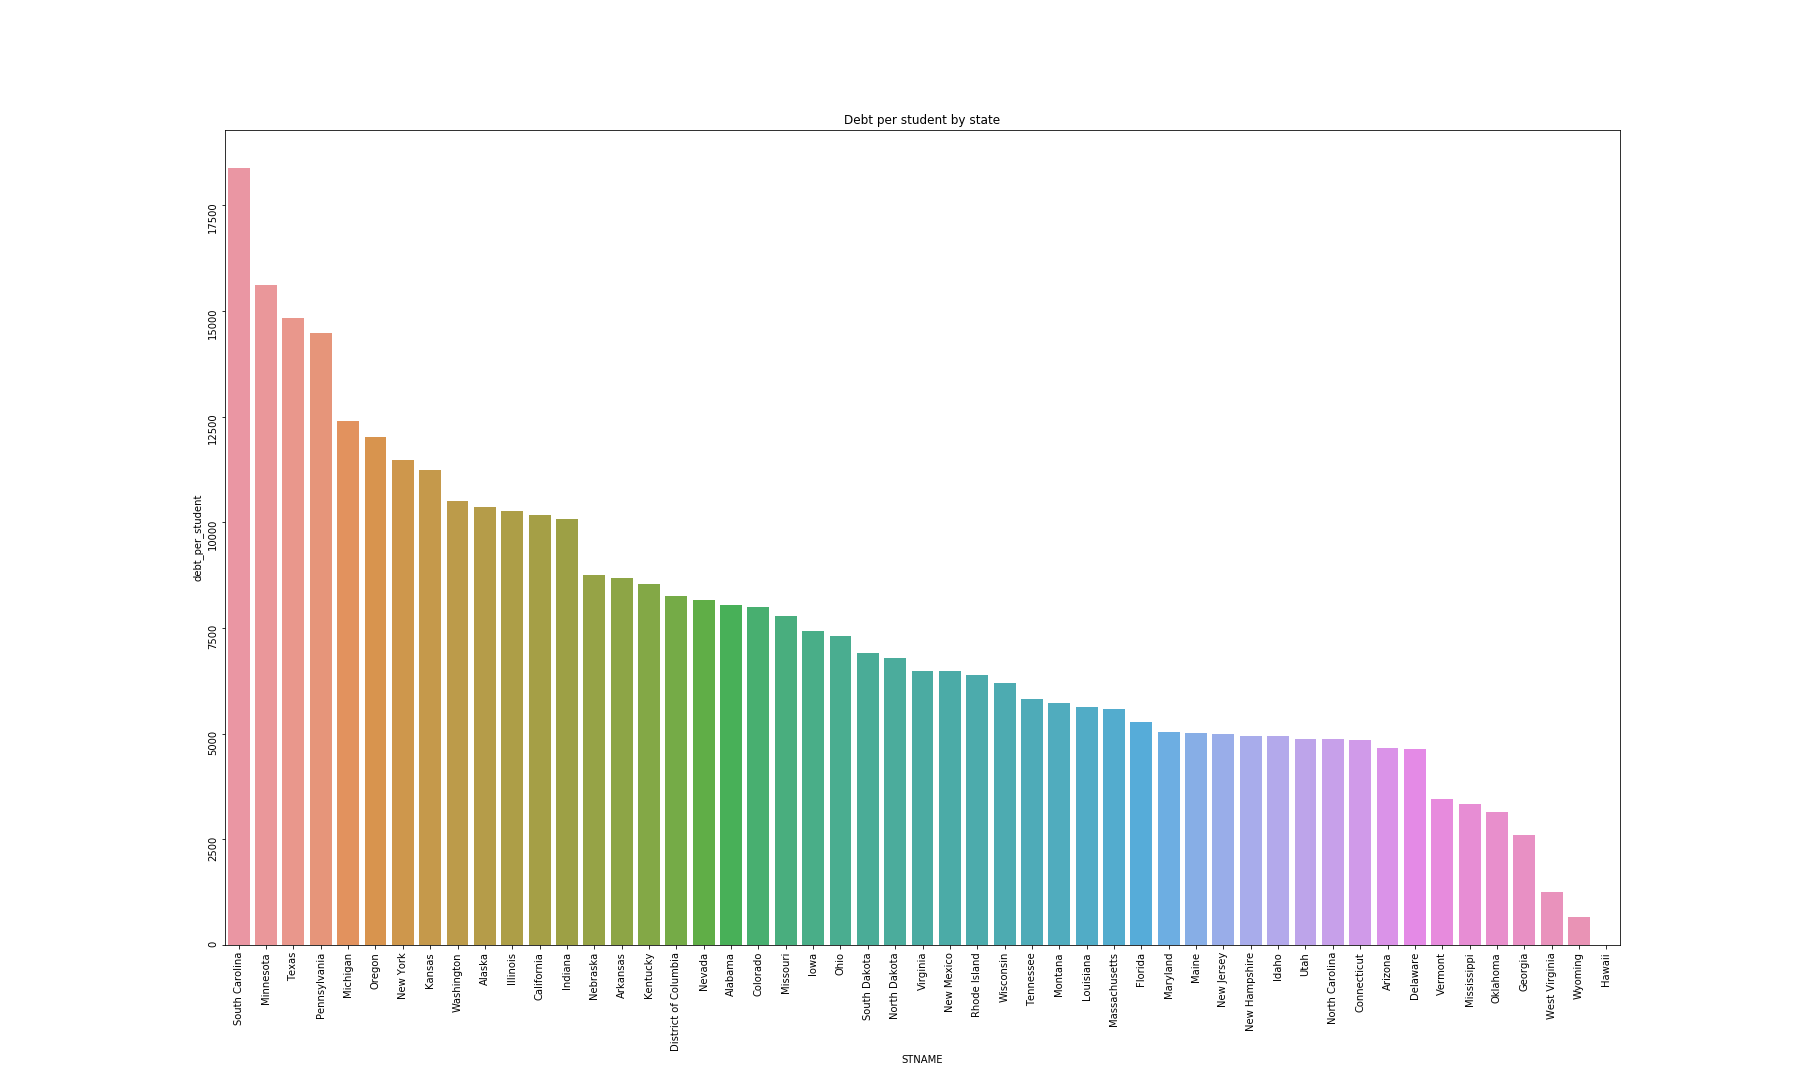 Debt per student by state
debt_per_student
17500
15000
12500
10000
7500
5000
2500
0
South Carolina
Minnesota
Texas
Pennsylvania
Michigan
Oregon
New York
Kansas
Washington
Alaska
Illinois
California
Indiana
Nebraska
Arkansas
Kentucky
District of Columbia
Nevada
Alabama
Colorado
Missouri
Iowa
Ohio
South Dakota
North Dakota
Virginia
New Mexico
Rhode Island
Wisconsin
Tennessee
Montana
Louisiana
Massachusetts
Florida
Maryland
Maine
New Jersey
New Hampshire
Idaho
Utah
North Carolina
Connecticut
Arizona
Delaware
Vermont
Mississippi
Oklahoma
Georgia
West Virginia
Wyoming
Hawaii
STNAME